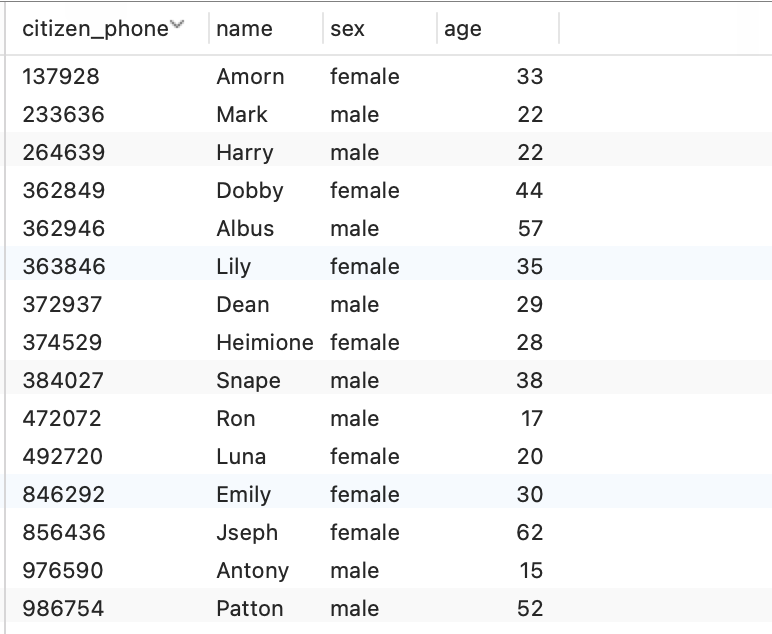 citizen_phone name sex age
137928 Amorn female 33
233636 Mark male 22
264639 Harry male 22
362849 Dobby female 44
362946 Albus male 57
363846 Lily female 35
372937 Dean male 29
374529 Heimione female 28
384027 Snape male 38
472072 Ron male 17
492720 Luna female 20
846292 Emily female 30
856436 Jseph female 62
976590 Antony male 15
986754 Patton male 52